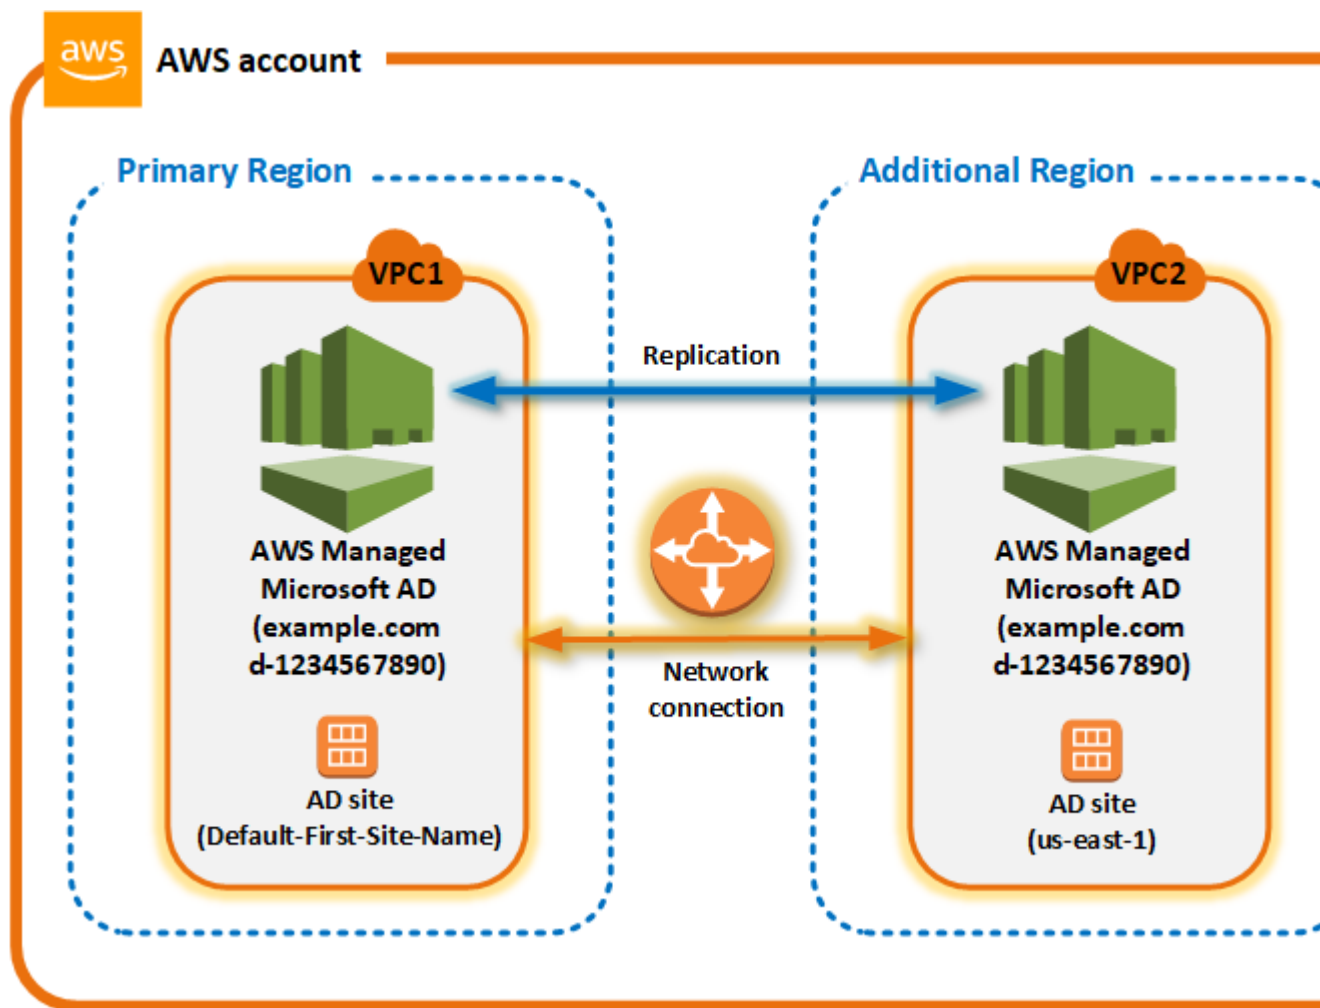 aws
AWS account
Primary Region
Additional Region
VPC1
VPC2
Replication
AWS Managed
Microsoft AD
(example.com
d-1234567890)
AWS Managed
Microsoft AD
(example.com
d-1234567890)
Network
connection
AD site
(Default-First-Site-Name)
AD site
(us-east-1)